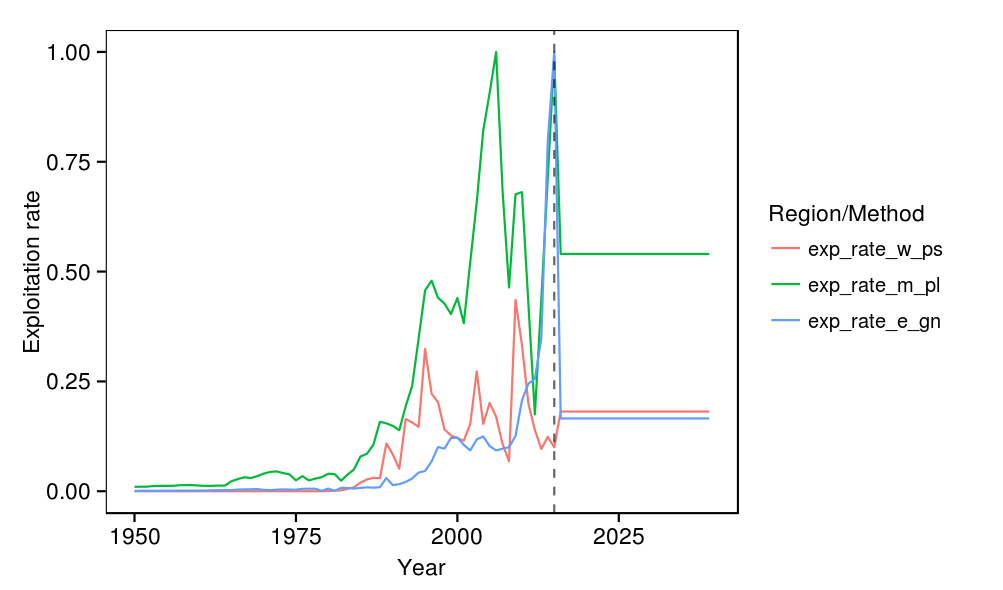 1.00
0.75
0.50
0.25
0.00
Exploitation rate
1950
1975
2000
2025
Year
Region/Method
exp_rate_w_ps
exp_rate_m_pl
exp_rate_e_gn